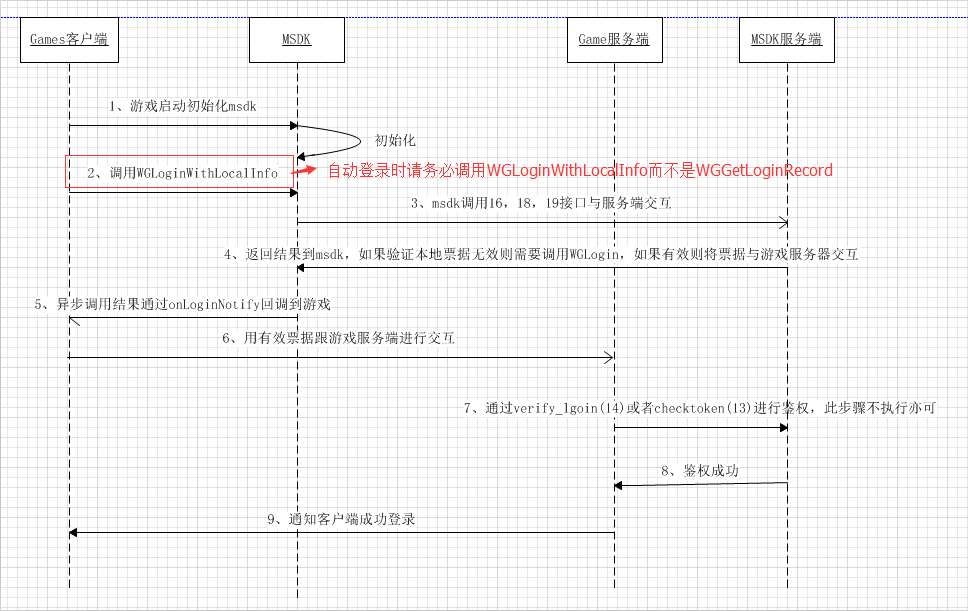 Games客户端
MSDK
Game服务端
MSDK服务端
1、游戏启动初始化msdk
初始化
2、调用WGLoginWithLocalInfo
自动登录时请务必调用WGLoginWithLocalInfo而不是WGGetLoginRecord
3、msdk调用16，18，19接口与服务端交互
4、返回结果到msdk，如果验证本地票据无效则需要调用WGLogin，如果有效则将票据与游戏服务器交互
5、异步调用结果通过onLoginNotify回调到游戏
6、用有效票据跟游戏服务端进行交互
7、通过verify_lgoin(14)或者checktoken(13)进行鉴权，此步骤不执行亦可
8、鉴权成功
9、通知客户端成功登录